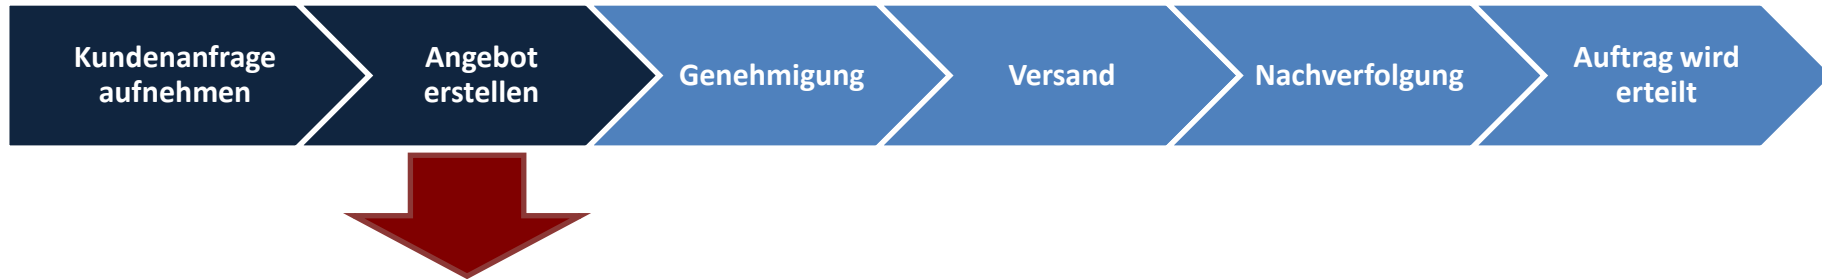 Kundenanfrage
aufnehmen
Angebot
erstellen
Genehmigung
Versand
Nachverfolgung
Auftrag wird
erteilt